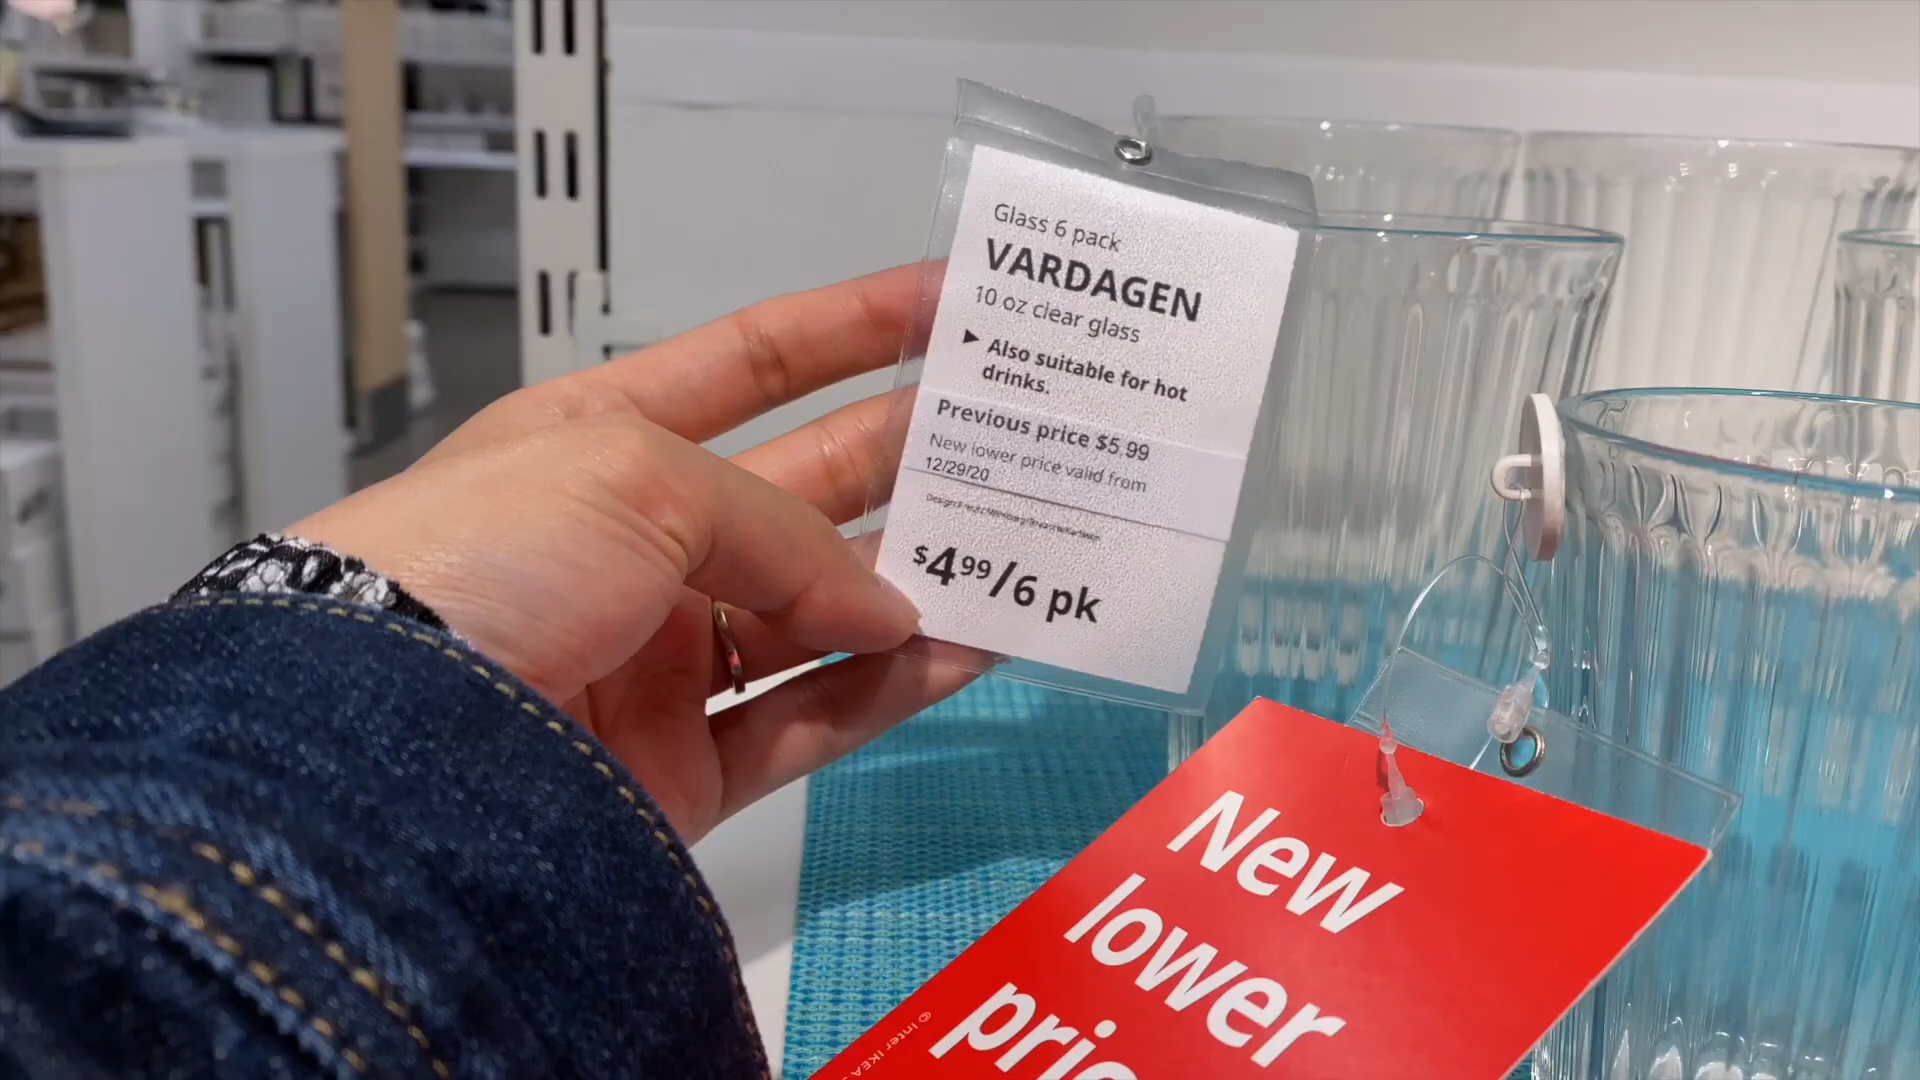 Glass 6 pack
VARDAGEN
10 oz clear glass
▶ Also suitable for hot
drinks.
Previous price $5.99
New lower price valid from
12/29/20
$4.99/6 pk
New
lower
pric
© Inter IKEA